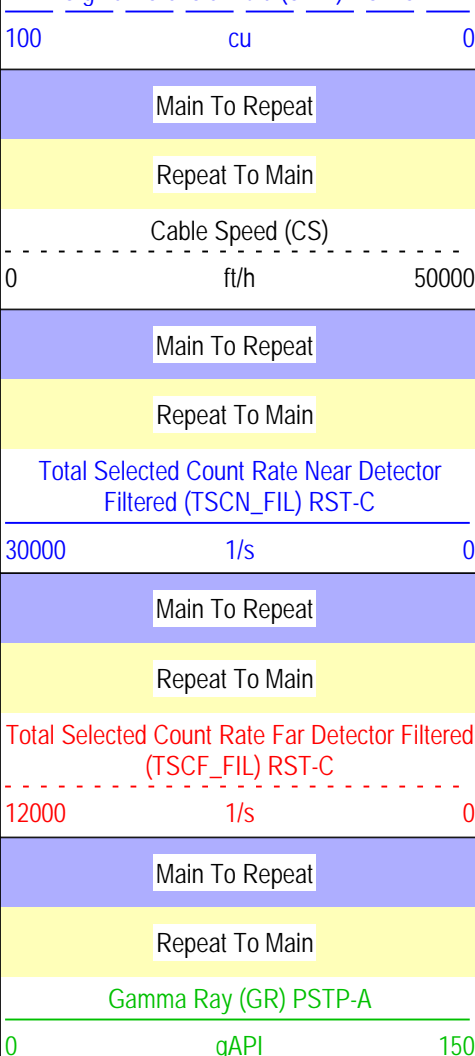 100 cu 0
Main To Repeat
Repeat To Main
Cable Speed (CS)
0 ft/h 50000
Main To Repeat
Repeat To Main
Total Selected Count Rate Near Detector
Filtered (TSCN_FIL) RST-C
30000 1/s 0
Main To Repeat
Repeat To Main
Total Selected Count Rate Far Detector Filtered
(TSCF_FIL) RST-C
12000 1/s 0
Main To Repeat
Repeat To Main
Gamma Ray (GR) PSTP-A
0 gAPI 150